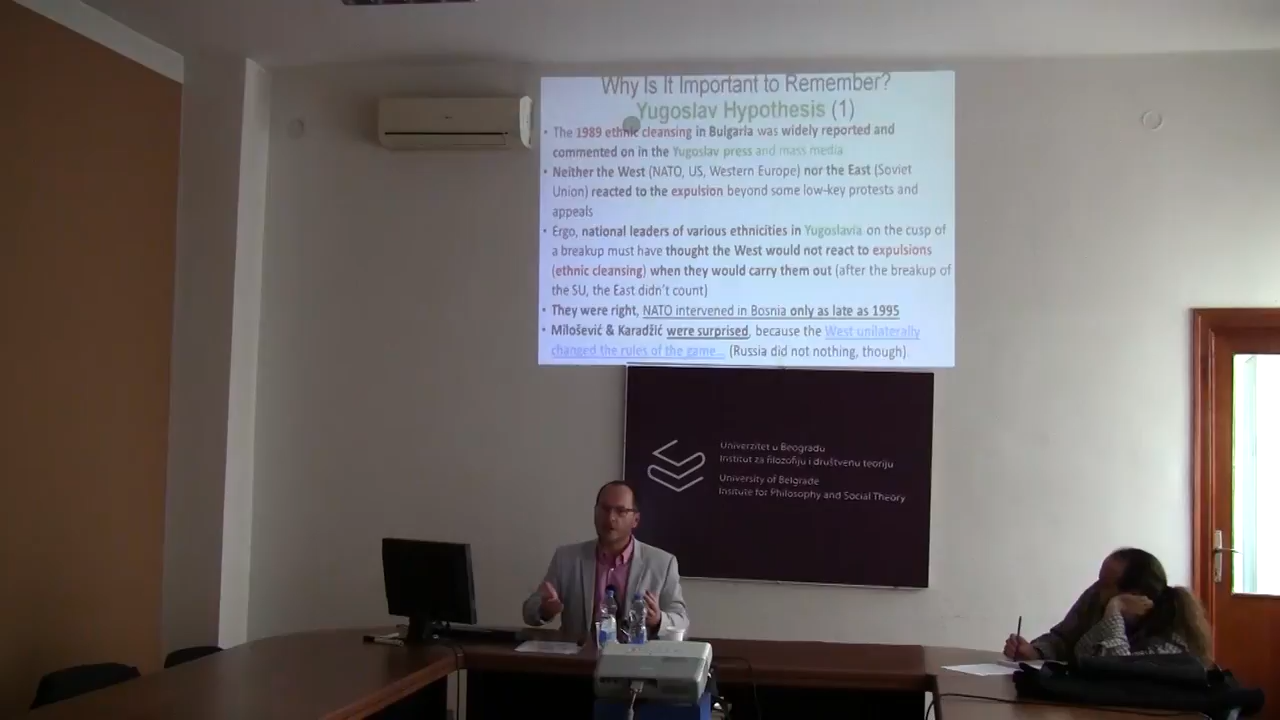 Why Is It Important to Remember?
Yugoslav Hypothesis (1)
• The 1989 ethnic cleansing in Bulgaria was widely reported and
commented on in the Yugoslav press and mass media
• Neither the West (NATO, US, Western Europe) nor the East (Soviet
Union) reacted to the expulsion beyond some low-key protests and
appeals
• Ergo, national leaders of various ethnicities in Yugoslavia on the cusp of
a breakup must have thought the West would not react to expulsions
(ethnic cleansing) when they would carry them out (after the breakup of
the SU, the East didn't count)
• They were right, NATO intervened in Bosnia only as late as 1995
• Milošević & Karadžić were surprised, because the West unilaterally
changed the rules of the game... (Russia did not nothing, though)
Univerzitet u Beogradu
Institut za filozofiju i društvenu teoriju
University of Belgrade
Institute for Philosophy and Social Theory